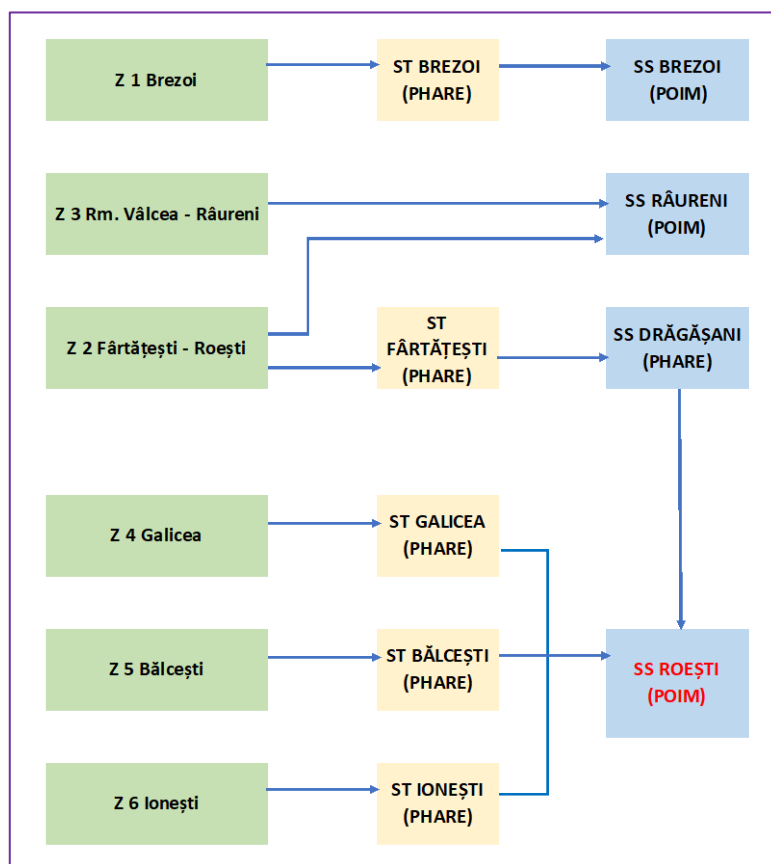 Z 1 Brezoi
ST BREZOI
(PHARE)
SS BREZOI
(POIM)
Z 3 Rm. Vâlcea - Râureni
SS RÂURENI
(POIM)
Z 2 Fârtățești - Roești
ST
FÂRTĂȚEȘTI
(PHARE)
SS DRĂGĂȘANI
(PHARE)
Z 4 Galicea
ST GALICEA
(PHARE)
Z 5 Bălcești
ST BĂLCEȘTI
(PHARE)
SS ROEȘTI
(POIM)
Z 6 Ionești
ST IONEȘTI
(PHARE)